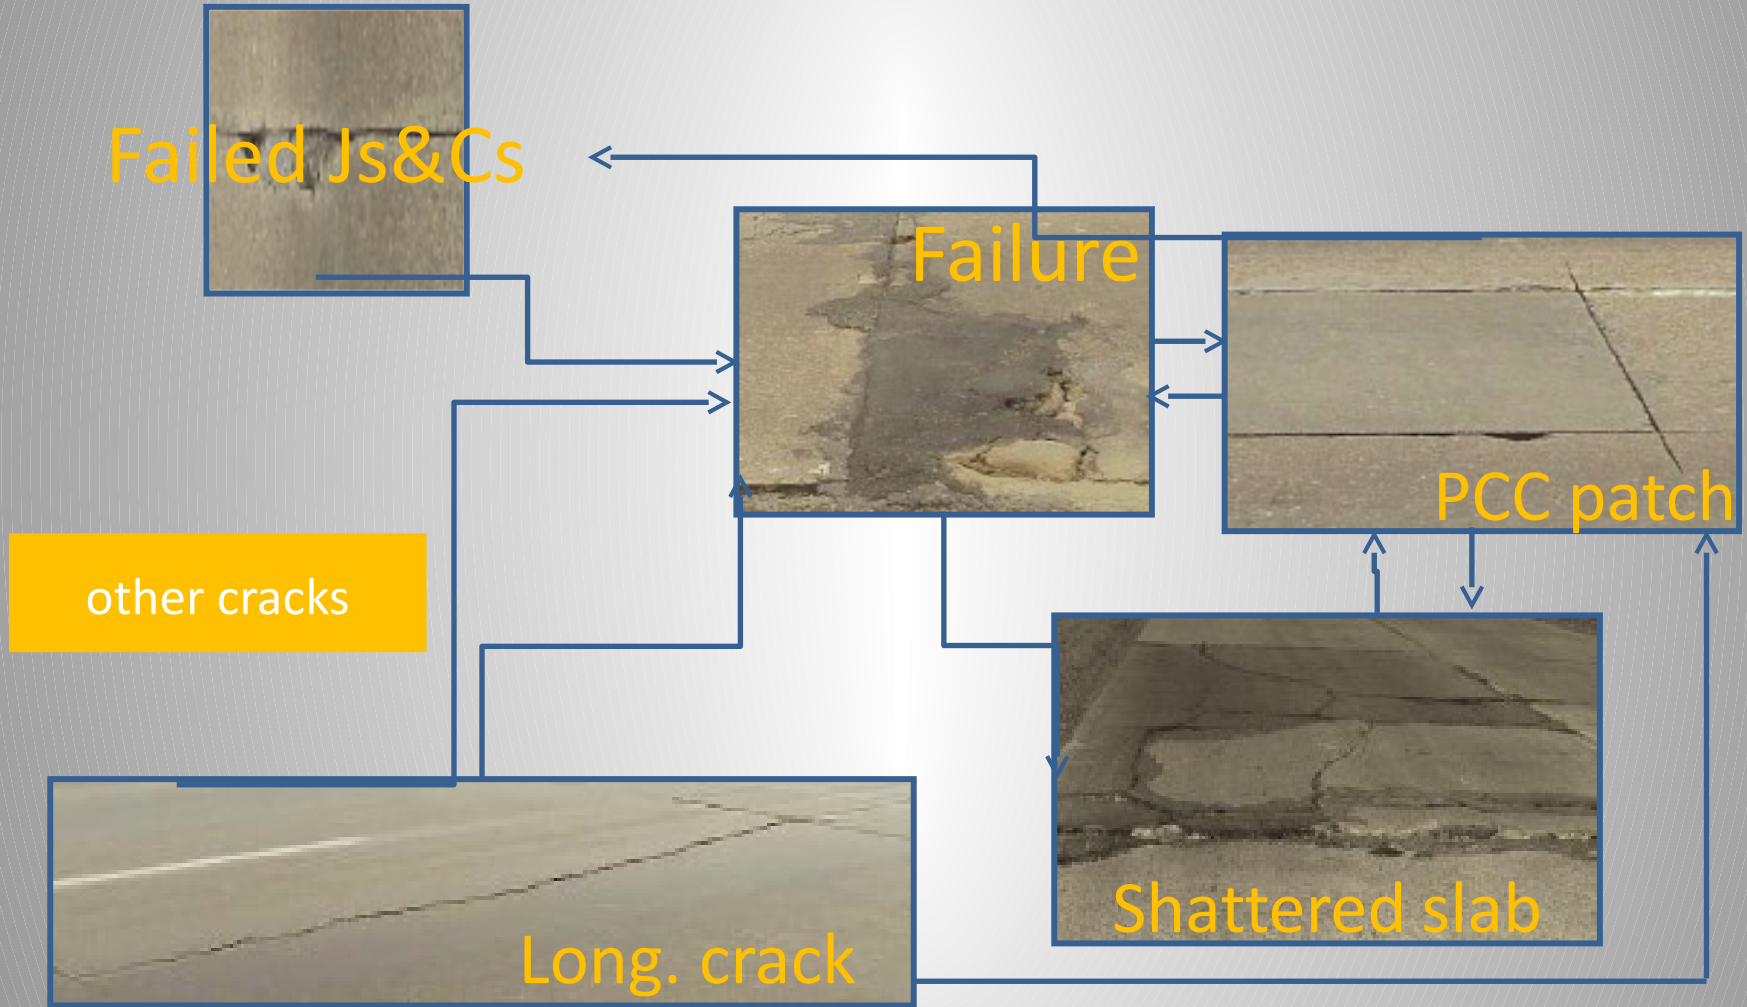 Failed Js&Cs
Failure
PCC patch
other cracks
Shattered slab
Long. crack